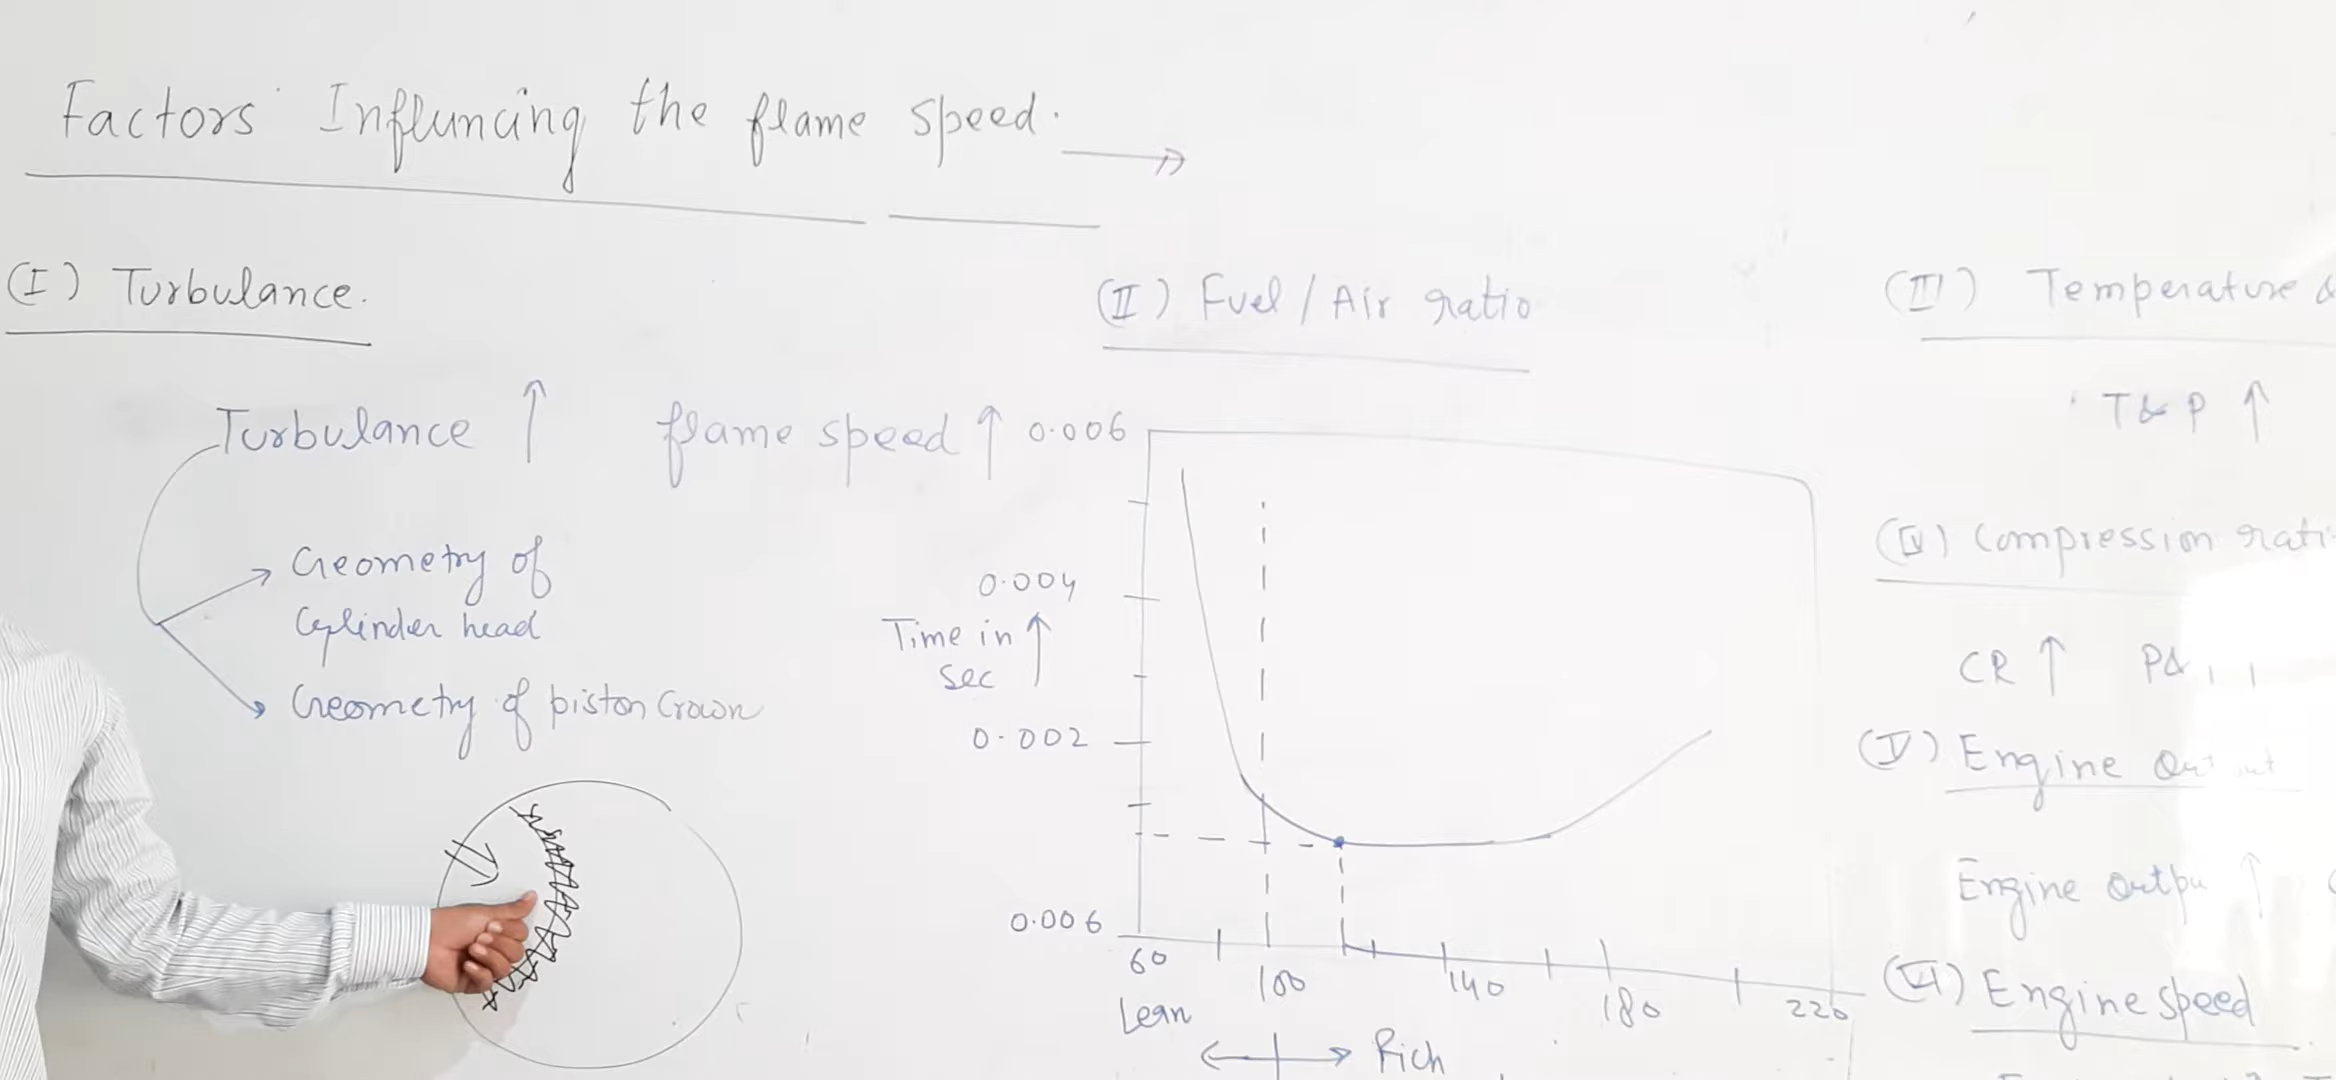 Factors Influncing the flame speed.
(I) Turbulance.
Turbulance ↑ flame speed ↑
Geometry of
Cylinder head
Geometry of piston Crown
(II) Fuel / Air ratio
0.006
0.004
Time in ↑
sec
0.002
0.006
60 100 140 180 220
Lean
Rich
(III) Temperature &
T & P ↑
(IV) Compression
CR ↑ P&
(V) Engine
Engine
(VI) Engine speed